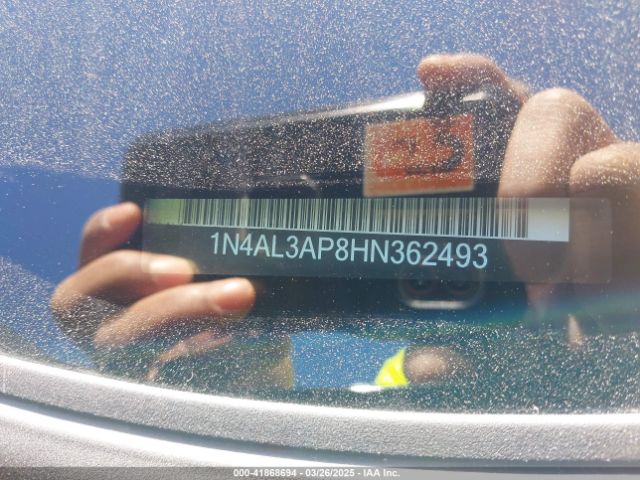 1N4AL3AP8HN362493
000-41868694 — 03/26/2025 — IAA Inc.